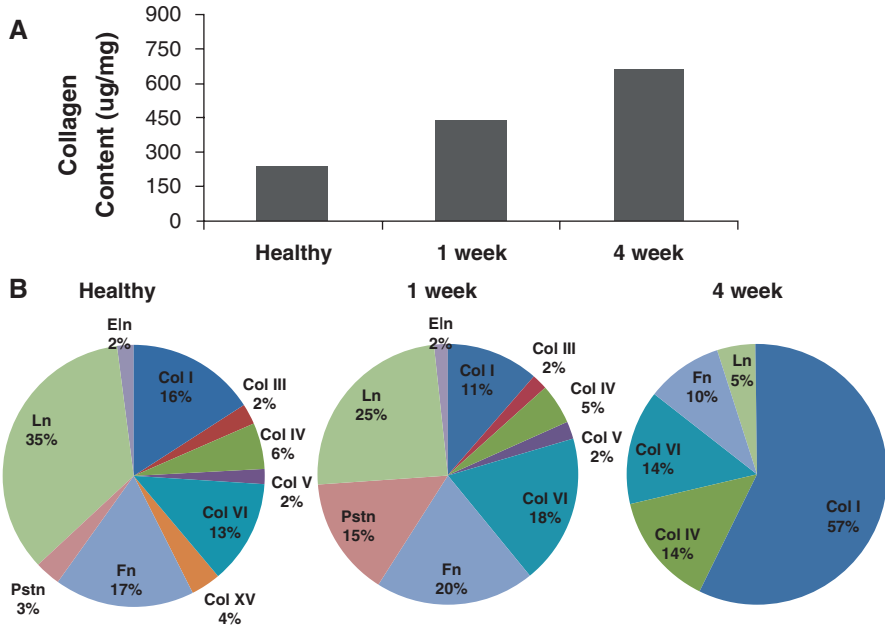 A
Collagen
Content (ug/mg)
900
750
600
450
300
150
0
Healthy
1 week
4 week
B
Healthy
1 week
4 week
Eln
2%
Col I
16%
Col III
2%
Col IV
6%
Col V
2%
Col VI
13%
Col XV
4%
Fn
17%
Pstn
3%
Ln
35%
Eln
2%
Col I
11%
Col III
2%
Col IV
5%
Col V
2%
Col VI
18%
Fn
20%
Pstn
15%
Ln
25%
Ln
5%
Fn
10%
Col VI
14%
Col IV
14%
Col I
57%